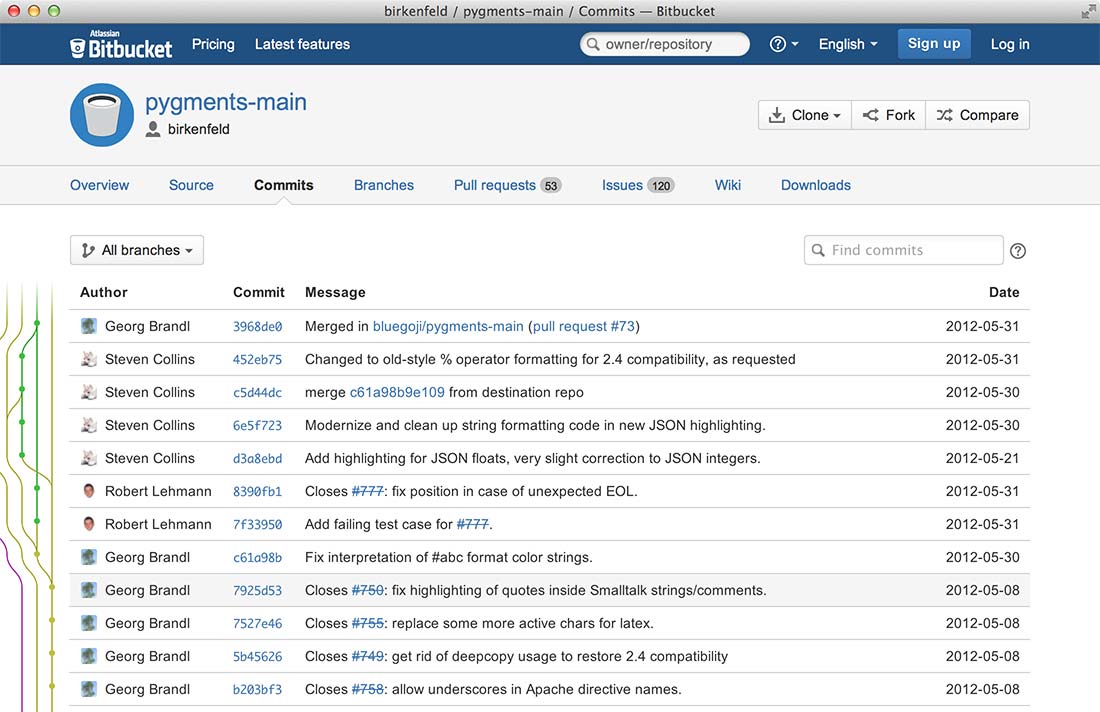 birkenfeld / pygments-main / Commits — Bitbucket
Atlassian
Bitbucket Pricing Latest features owner/repository English Sign up Log in
pygments-main
birkenfeld
Clone Fork Compare
Overview Source Commits Branches Pull requests 53 Issues 120 Wiki Downloads
All branches Find commits
Author Commit Message Date
Georg Brandl 3968de0 Merged in bluegoji/pygments-main (pull request #73) 2012-05-31
Steven Collins 452eb75 Changed to old-style % operator formatting for 2.4 compatibility, as requested 2012-05-31
Steven Collins c5d44dc merge c61a98b9e109 from destination repo 2012-05-30
Steven Collins 6e5f723 Modernize and clean up string formatting code in new JSON highlighting. 2012-05-30
Steven Collins d3a8ebd Add highlighting for JSON floats, very slight correction to JSON integers. 2012-05-21
Robert Lehmann 8390fb1 Closes #777: fix position in case of unexpected EOL. 2012-05-31
Robert Lehmann 7f33950 Add failing test case for #777. 2012-05-31
Georg Brandl c61a98b Fix interpretation of #abc format color strings. 2012-05-30
Georg Brandl 7925d53 Closes #750: fix highlighting of quotes inside Smalltalk strings/comments. 2012-05-08
Georg Brandl 7527e46 Closes #755: replace some more active chars for latex. 2012-05-08
Georg Brandl 5b45626 Closes #749: get rid of deepcopy usage to restore 2.4 compatibility 2012-05-08
Georg Brandl b203bf3 Closes #758: allow underscores in Apache directive names. 2012-05-08